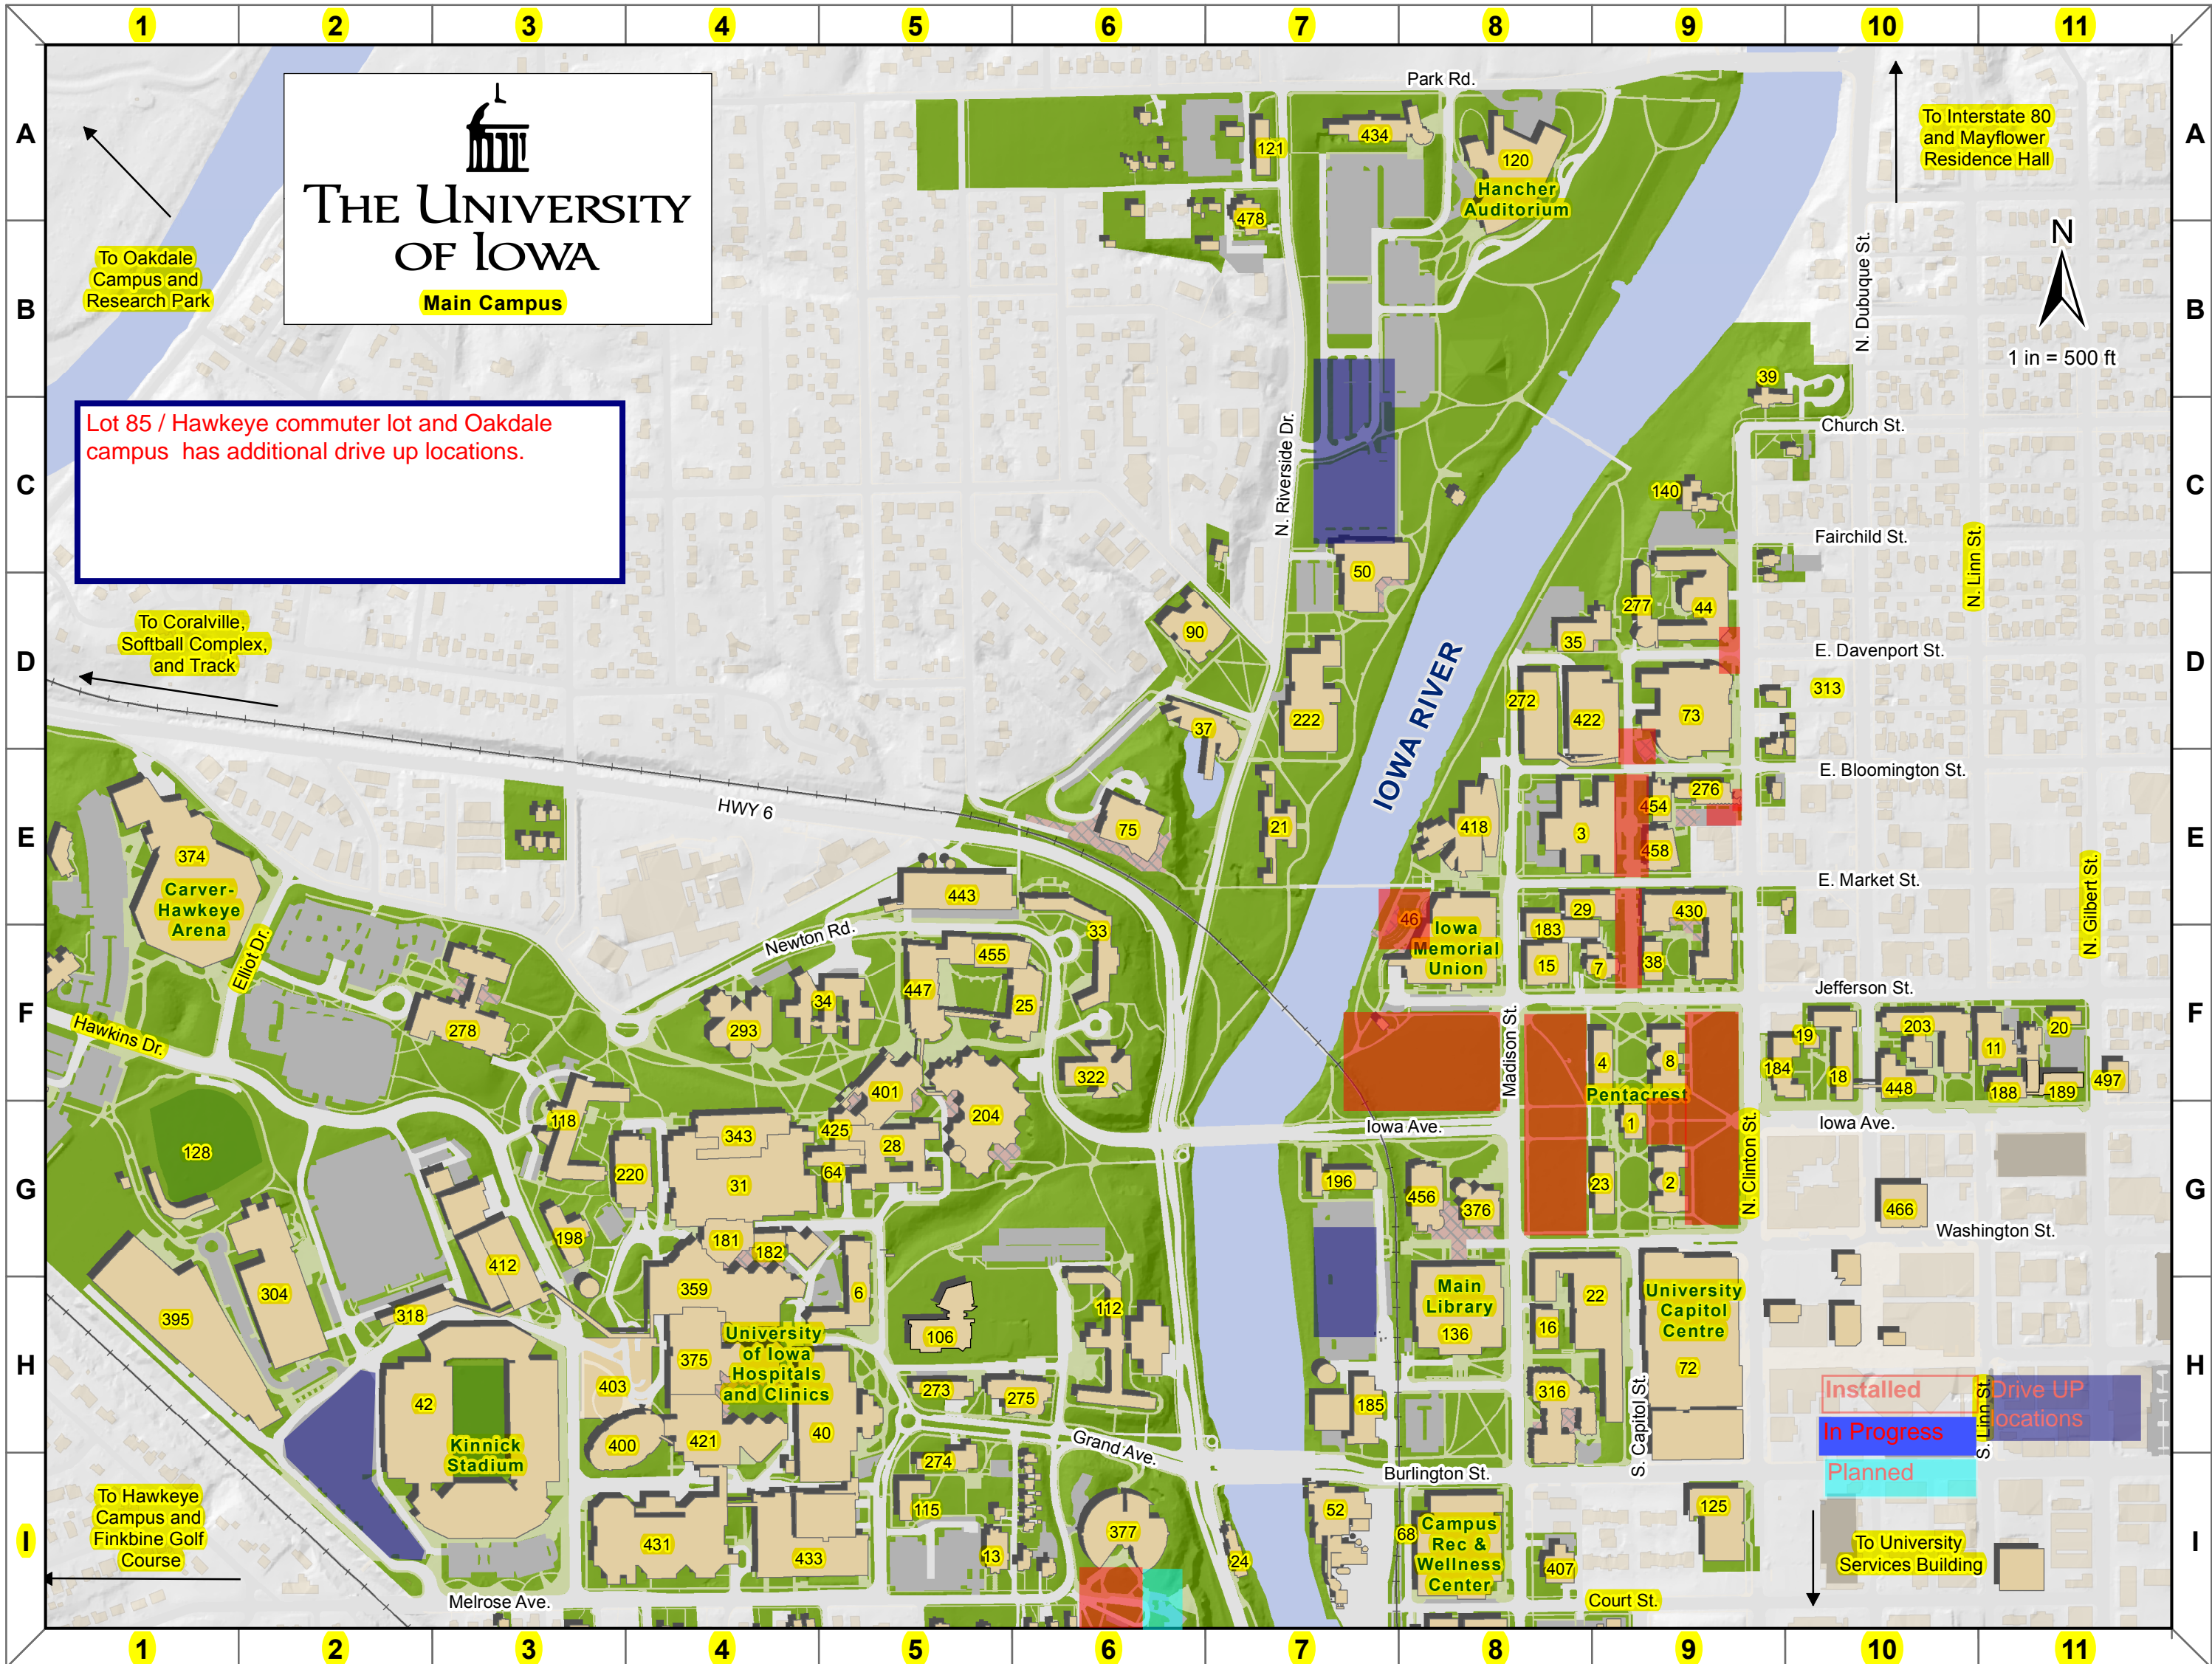 1 2 3 4 5 6 7 8 9 10 11
A
B
C
D
E
F
G
H
I
THE UNIVERSITY
OF IOWA
Main Campus
To Oakdale
Campus and
Research Park
Lot 85 / Hawkeye commuter lot and Oakdale
campus has additional drive up locations.
To Coralville,
Softball Complex,
and Track
Park Rd.
121
434
120
Hancher
Auditorium
478
To Interstate 80
and Mayflower
Residence Hall
N
1 in = 500 ft
N. Dubuque St.
39
Church St.
N. Riverside Dr.
140
Fairchild St.
N. Linn St.
50
90
277
44
35
E. Davenport St.
313
37
222
272
422
73
IOWA RIVER
E. Bloomington St.
HWY 6
75
21
418
3
454
276
458
374
Carver-
Hawkeye
Arena
443
E. Market St.
N. Gilbert St.
46
Iowa
Memorial
Union
29
430
183
15
7
38
Elliot Dr.
Newton Rd.
33
455
447
25
34
293
278
Jefferson St.
Hawkins Dr.
Madison St.
322
401
204
4
8
Pentacrest
1
23
2
19
203
11
20
184
18
448
188
189
497
N. Clinton St.
Iowa Ave.
Iowa Ave.
118
128
343
425
28
220
31
64
196
456
376
466
Washington St.
198
181
182
412
304
395
318
359
6
106
112
Main
Library
136
22
16
University
Capitol
Centre
72
University
of Iowa
Hospitals
and Clinics
375
403
42
Kinnick
Stadium
400
421
40
273
275
185
316
S. Capitol St.
Installed
In Progress
Planned
S. Linn St.
Drive UP
locations
Grand Ave.
Burlington St.
274
115
13
377
24
52
68
Campus
Rec &
Wellness
Center
407
125
431
433
To Hawkeye
Campus and
Finkbine Golf
Course
To University
Services Building
Melrose Ave.
Court St.
A
B
C
D
E
F
G
H
I
1 2 3 4 5 6 7 8 9 10 11